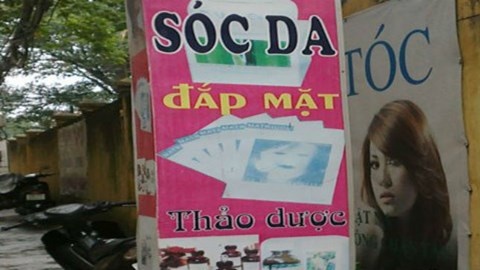 SÓC DA
đắp mặt
Thảo dược
TÓC